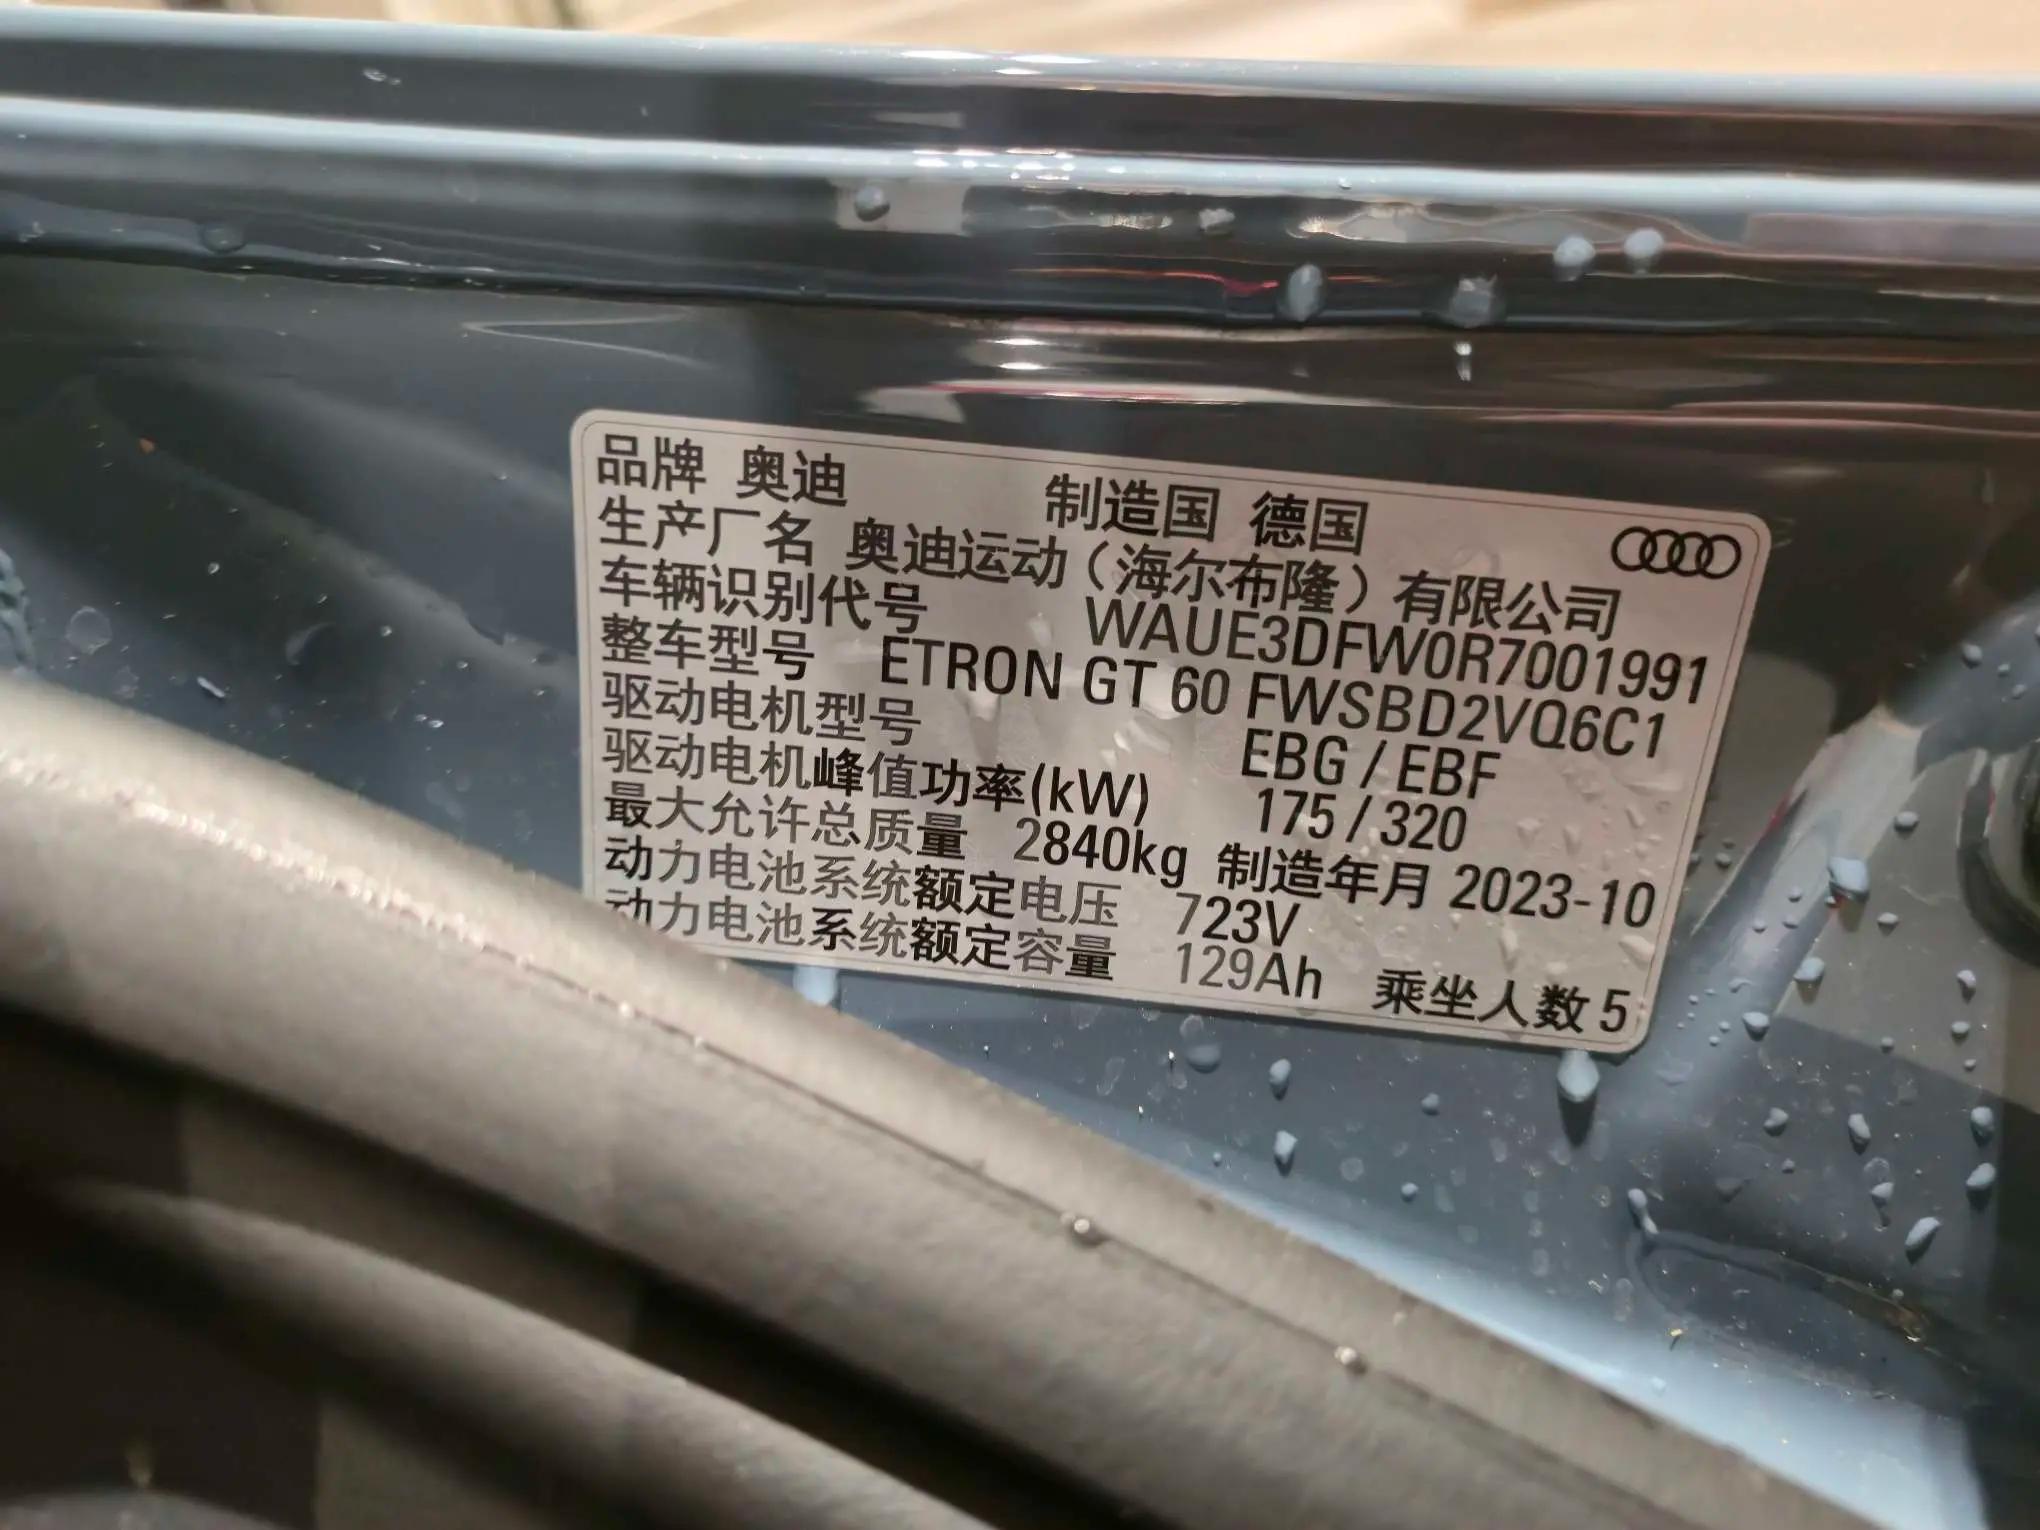 品牌 奥迪 制造国 德国
生产厂名 奥迪运动（海尔布隆）有限公司
车辆识别代号 WAUE3DFW0R7001991
整车型号 ETRON GT 60 FWSBD2VQ6C1
驱动电机型号 EBG / EBF
驱动电机峰值功率(kW) 175 / 320
最大允许总质量 2840kg 制造年月 2023-10
动力电池系统额定电压 723V
动力电池系统额定容量 129Ah 乘坐人数 5